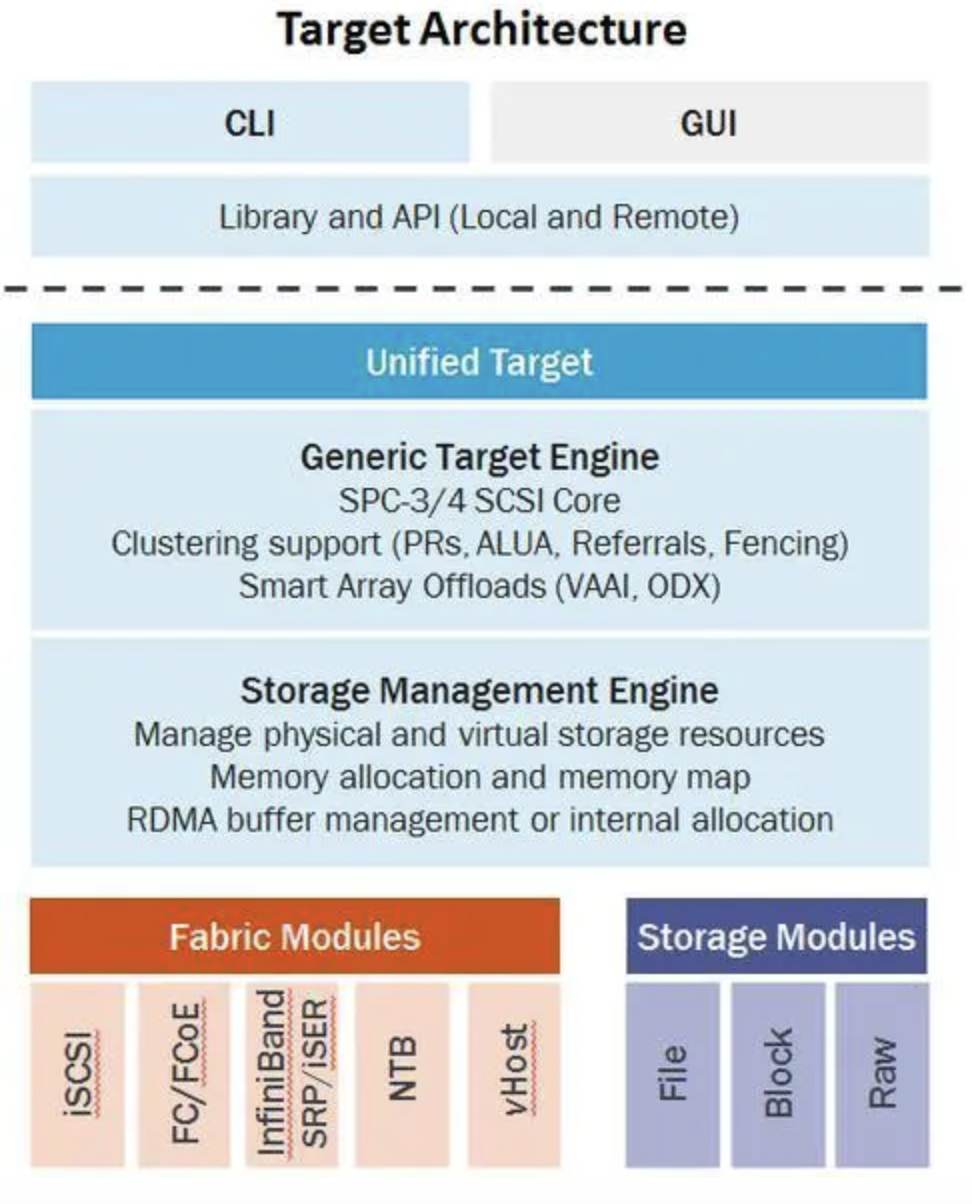 Target Architecture
CLI
GUI
Library and API (Local and Remote)
Unified Target
Generic Target Engine
SPC-3/4 SCSI Core
Clustering support (PRs, ALUA, Referrals, Fencing)
Smart Array Offloads (VAAI, ODX)
Storage Management Engine
Manage physical and virtual storage resources
Memory allocation and memory map
RDMA buffer management or internal allocation
Fabric Modules
iSCSI
FC/FCoE
InfiniBand
SRP/iSER
NTB
vHost
Storage Modules
File
Block
Raw